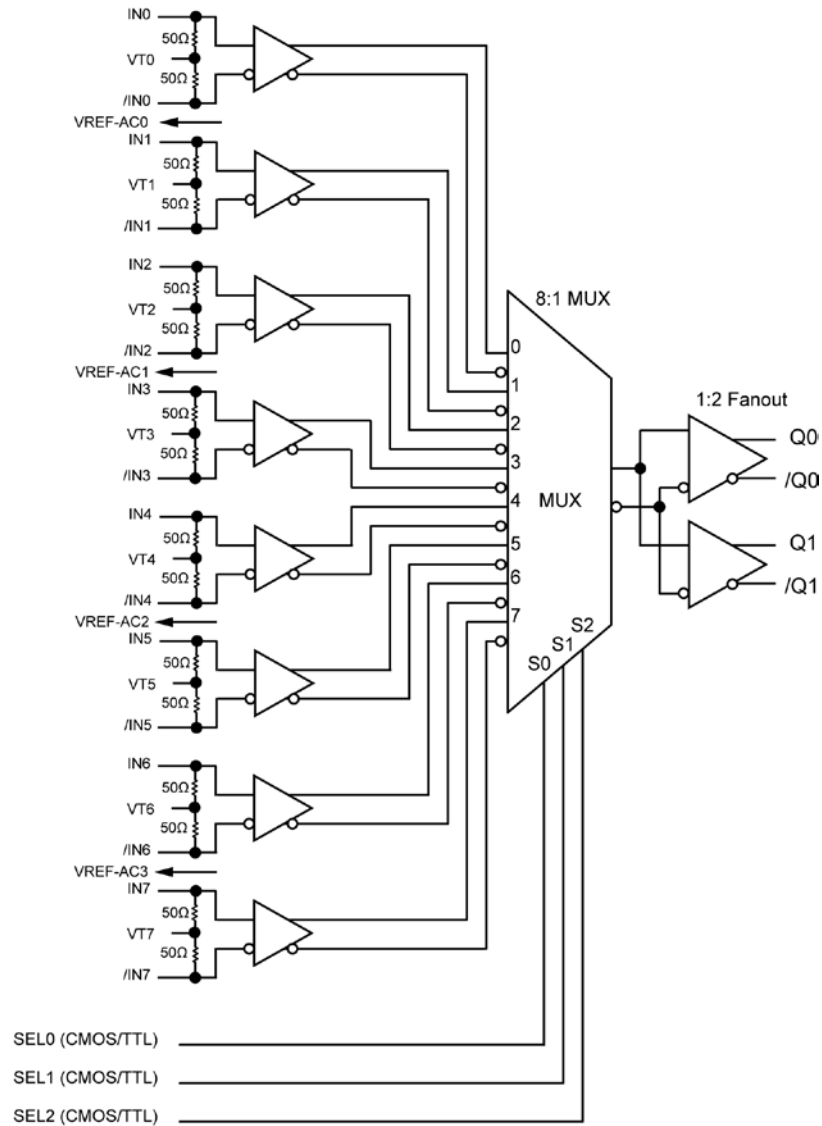 IN0
50Ω
VT0
50Ω
/IN0
VREF-AC0
IN1
50Ω
VT1
50Ω
/IN1
IN2
50Ω
VT2
50Ω
/IN2
VREF-AC1
IN3
50Ω
VT3
50Ω
/IN3
IN4
50Ω
VT4
50Ω
/IN4
VREF-AC2
IN5
50Ω
VT5
50Ω
/IN5
IN6
50Ω
VT6
50Ω
/IN6
VREF-AC3
IN7
50Ω
VT7
50Ω
/IN7
SEL0 (CMOS/TTL)
SEL1 (CMOS/TTL)
SEL2 (CMOS/TTL)
8:1 MUX
0
1
2
3
4
5
6
7
MUX
S0
S1
S2
1:2 Fanout
Q0
/Q0
Q1
/Q1